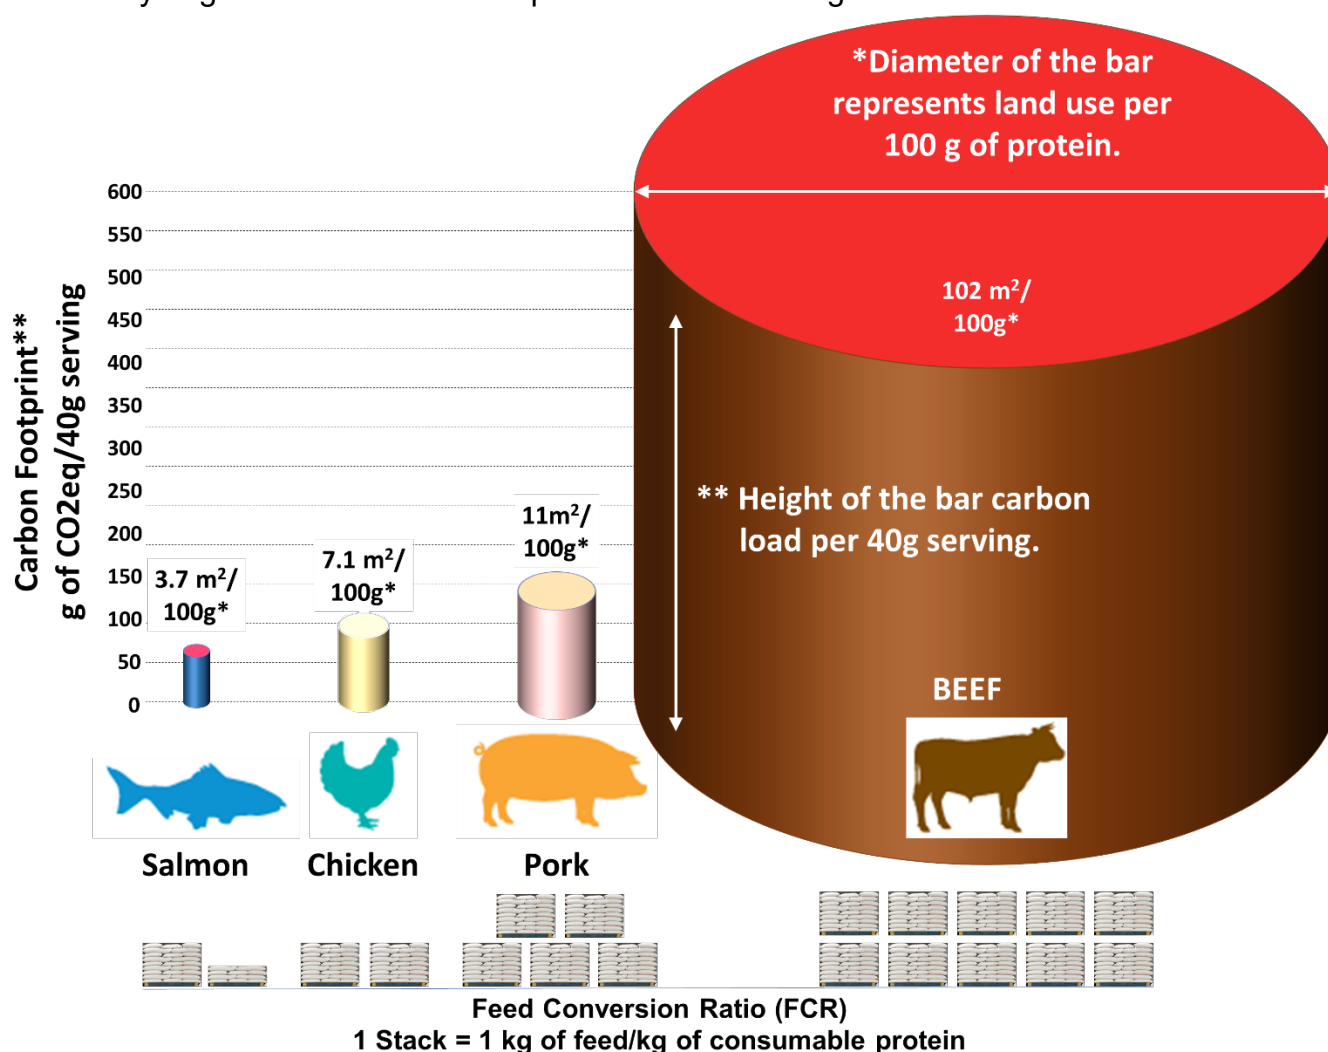 *Diameter of the bar
represents land use per
100 g of protein.
102 m²/
100g*
Carbon Footprint**
g of CO2eq/40g serving
600
550
500
450
400
350
300
250
200
150
100
50
0
3.7 m²/
100g*
7.1 m²/
100g*
11m²/
100g*
** Height of the bar carbon
load per 40g serving.
BEEF
Salmon
Chicken
Pork
Feed Conversion Ratio (FCR)
1 Stack = 1 kg of feed/kg of consumable protein